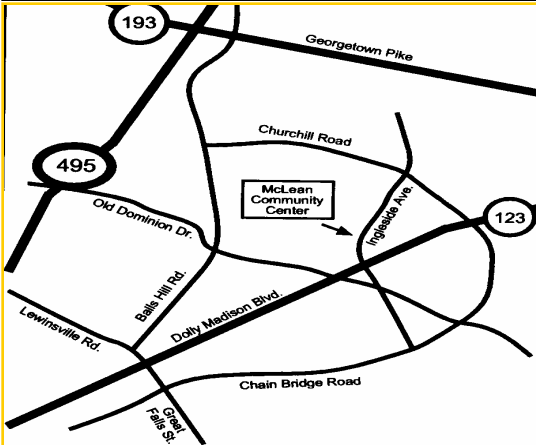 193
Georgetown Pike
Churchill Road
495
McLean
Community
Center
Ingleside Ave.
123
Old Dominion Dr.
Balls Hill Rd.
Dolly Madison Blvd.
Lewinsville Rd.
Chain Bridge Road
Great
Falls St.